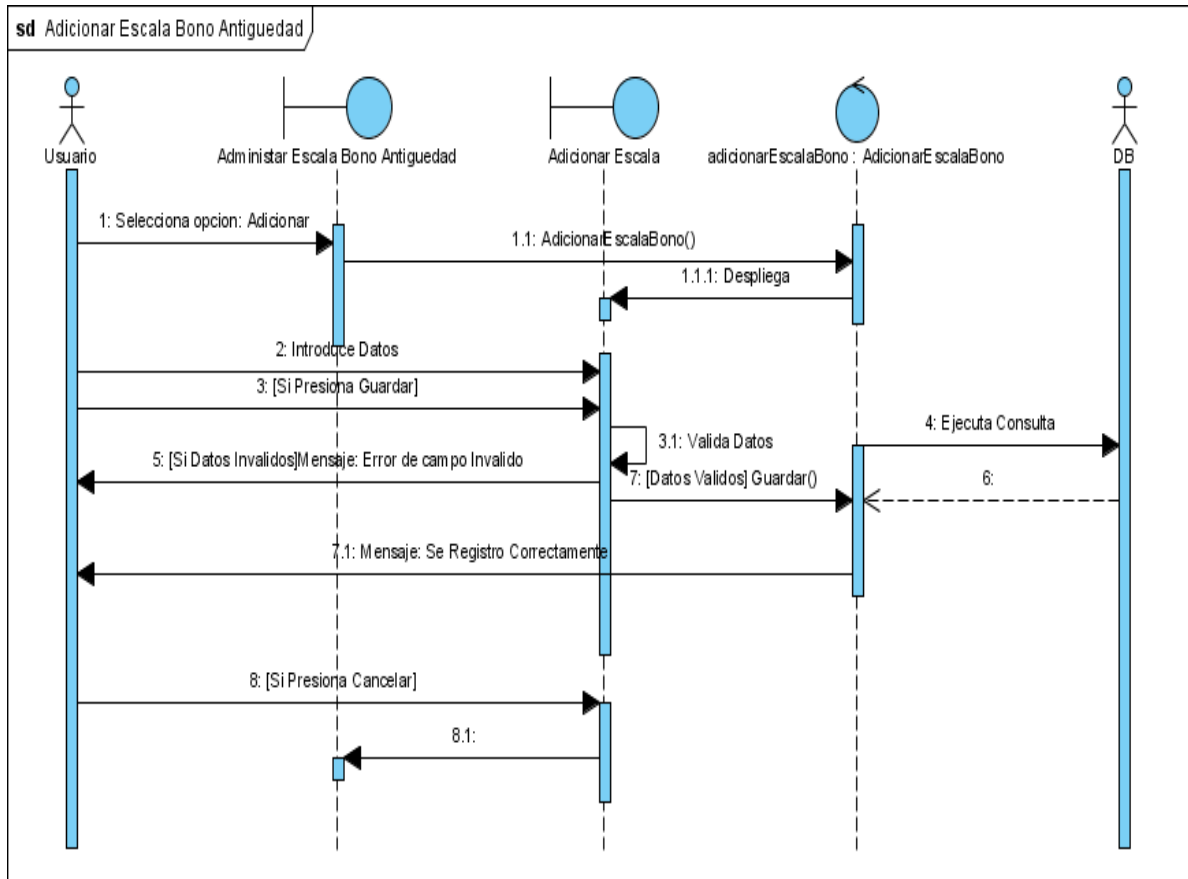 sd Adicionar Escala Bono Antiguedad
Usuario
Administar Escala Bono Antiguedad
Adicionar Escala
adicionarEscalaBono : AdicionarEscalaBono
DB
1: Selecciona opcion: Adicionar
1.1: AdicionarEscalaBono()
1.1.1: Despliega
2: Introduce Datos
3: [Si Presiona Guardar]
3.1: Valida Datos
4: Ejecuta Consulta
5: [Si Datos Invalidos]Mensaje: Error de campo Invalido
7: [Datos Validos] Guardar()
6:
7.1: Mensaje: Se Registro Correctamente
8: [Si Presiona Cancelar]
8.1: